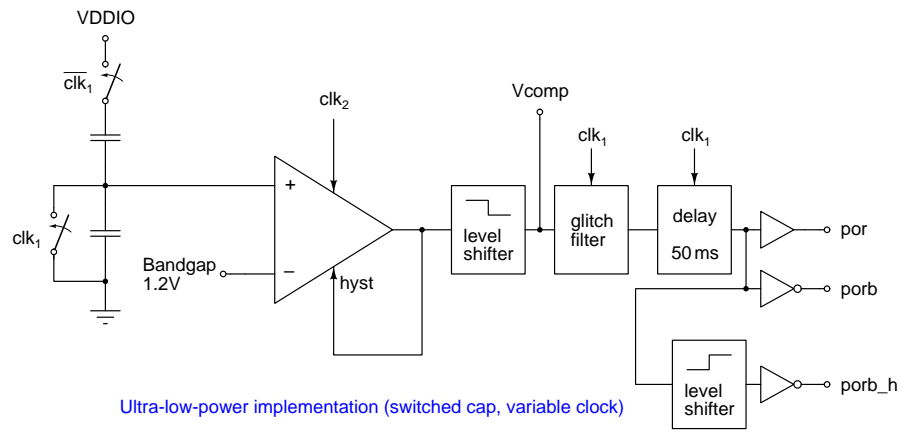 VDDIO
clk1
clk2
Vcomp
clk1
clk1
+
clk1
level
shifter
glitch
filter
delay
50 ms
por
Bandgap
1.2V
−
hyst
porb
level
shifter
porb_h
Ultra-low-power implementation (switched cap, variable clock)